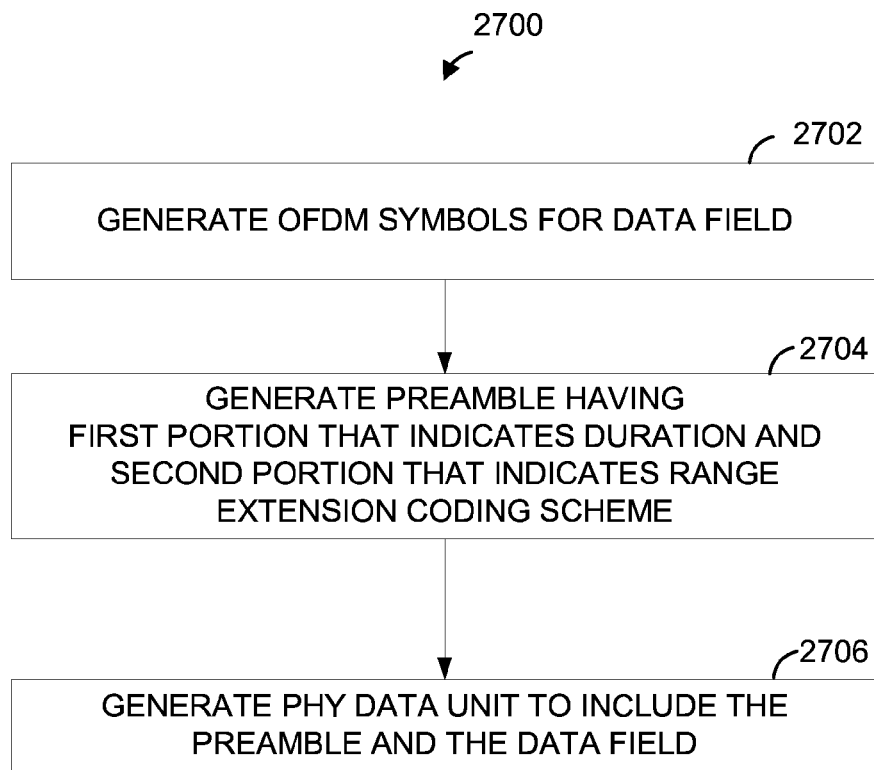 2700
2702
GENERATE OFDM SYMBOLS FOR DATA FIELD
2704
GENERATE PREAMBLE HAVING
FIRST PORTION THAT INDICATES DURATION AND
SECOND PORTION THAT INDICATES RANGE
EXTENSION CODING SCHEME
2706
GENERATE PHY DATA UNIT TO INCLUDE THE
PREAMBLE AND THE DATA FIELD